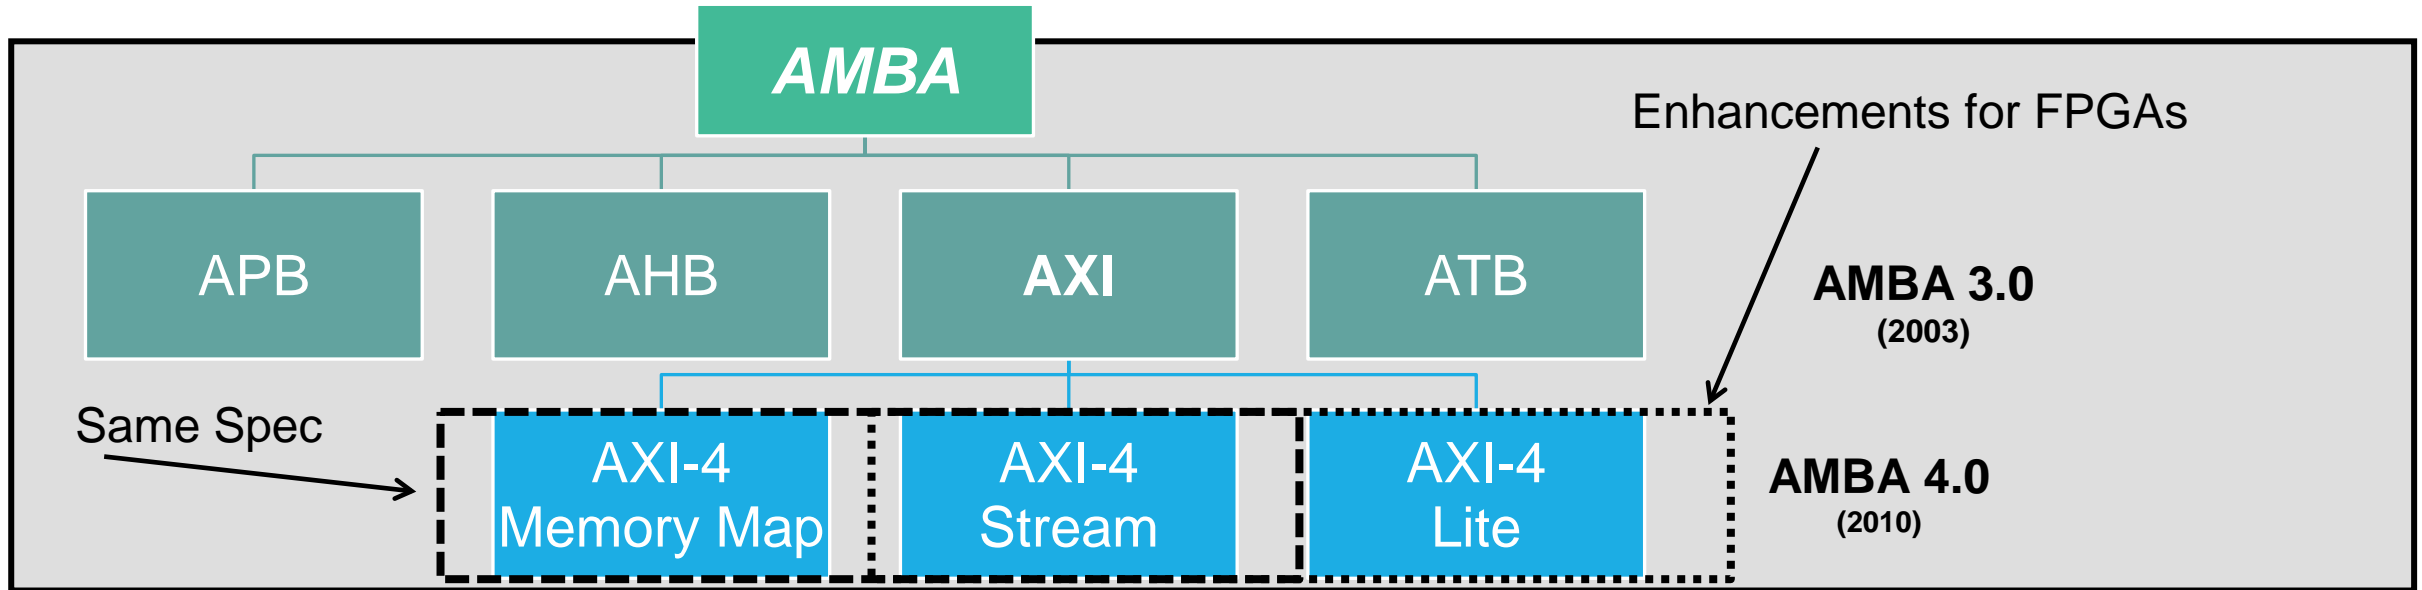 AMBA
Enhancements for FPGAs
APB
AHB
AXI
ATB
AMBA 3.0
(2003)
Same Spec
AXI-4
Memory Map
AXI-4
Stream
AXI-4
Lite
AMBA 4.0
(2010)